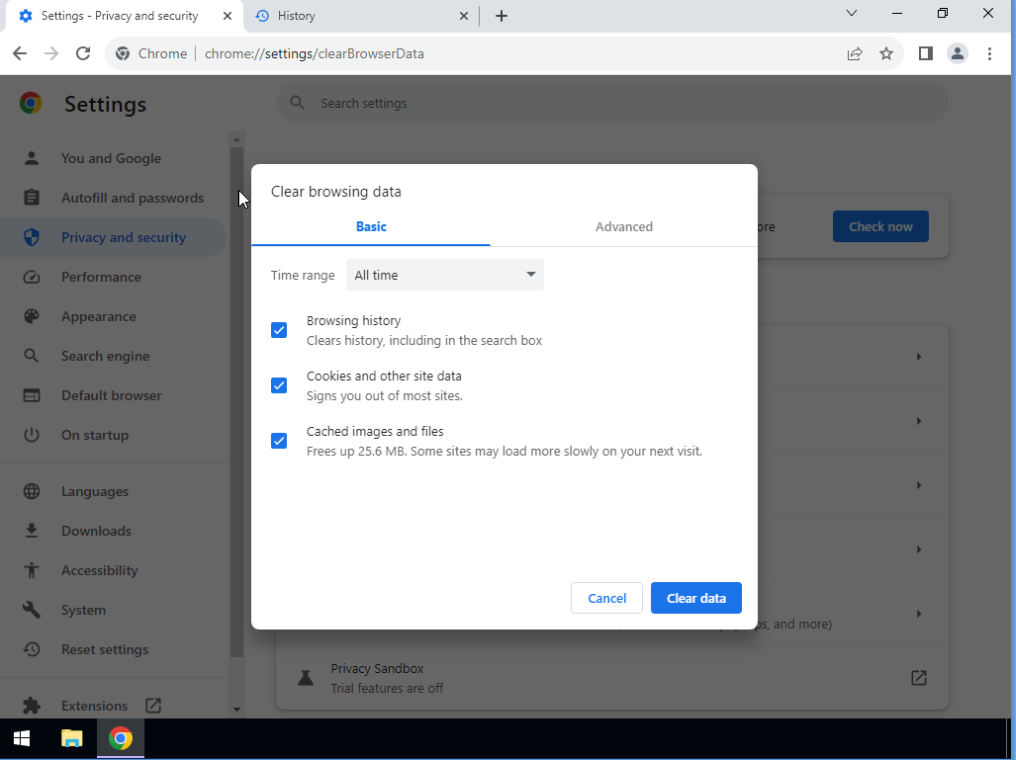 Settings - Privacy and security
History
Chrome
chrome://settings/clearBrowserData
Settings
Search settings
You and Google
Autofill and passwords
Privacy and security
Performance
Appearance
Search engine
Default browser
On startup
Languages
Downloads
Accessibility
System
Reset settings
Extensions
Check now
Clear browsing data
Basic
Advanced
Time range
All time
Browsing history
Clears history, including in the search box
Cookies and other site data
Signs you out of most sites.
Cached images and files
Frees up 25.6 MB. Some sites may load more slowly on your next visit.
Cancel
Clear data
and more)
Privacy Sandbox
Trial features are off